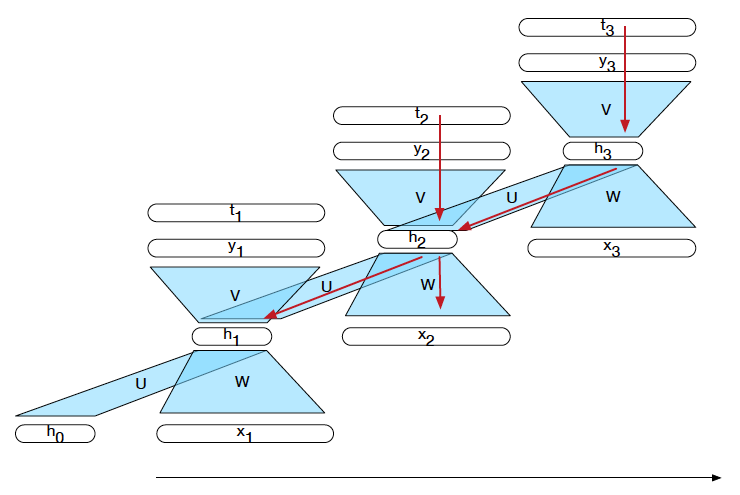 t3
y3
V
h3
t2
y2
V
U
W
h2
x3
t1
y1
V
U
W
h1
x2
U
W
h0
x1